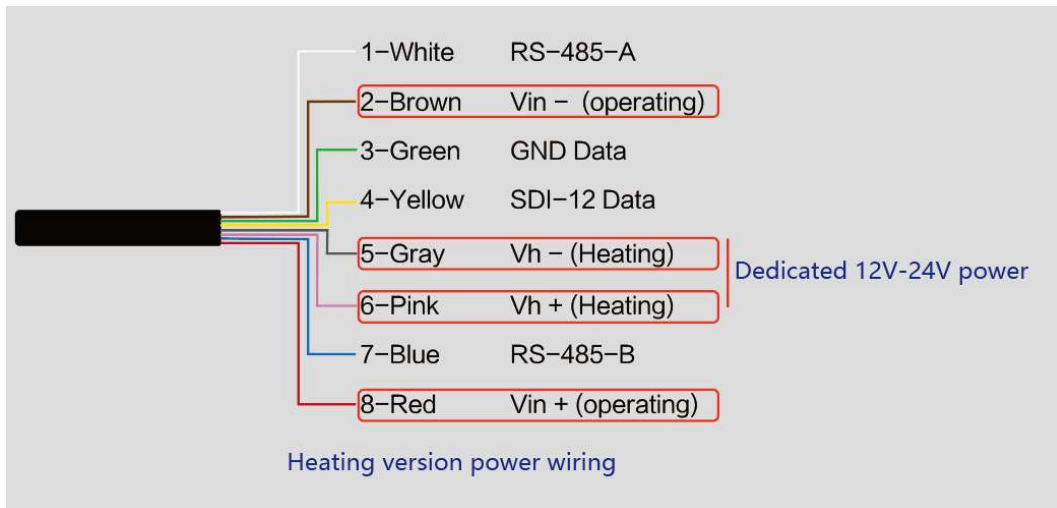 1-White RS-485-A
2-Brown Vin - (operating)
3-Green GND Data
4-Yellow SDI-12 Data
5-Gray Vh - (Heating)
Dedicated 12V-24V power
6-Pink Vh + (Heating)
7-Blue RS-485-B
8-Red Vin + (operating)
Heating version power wiring